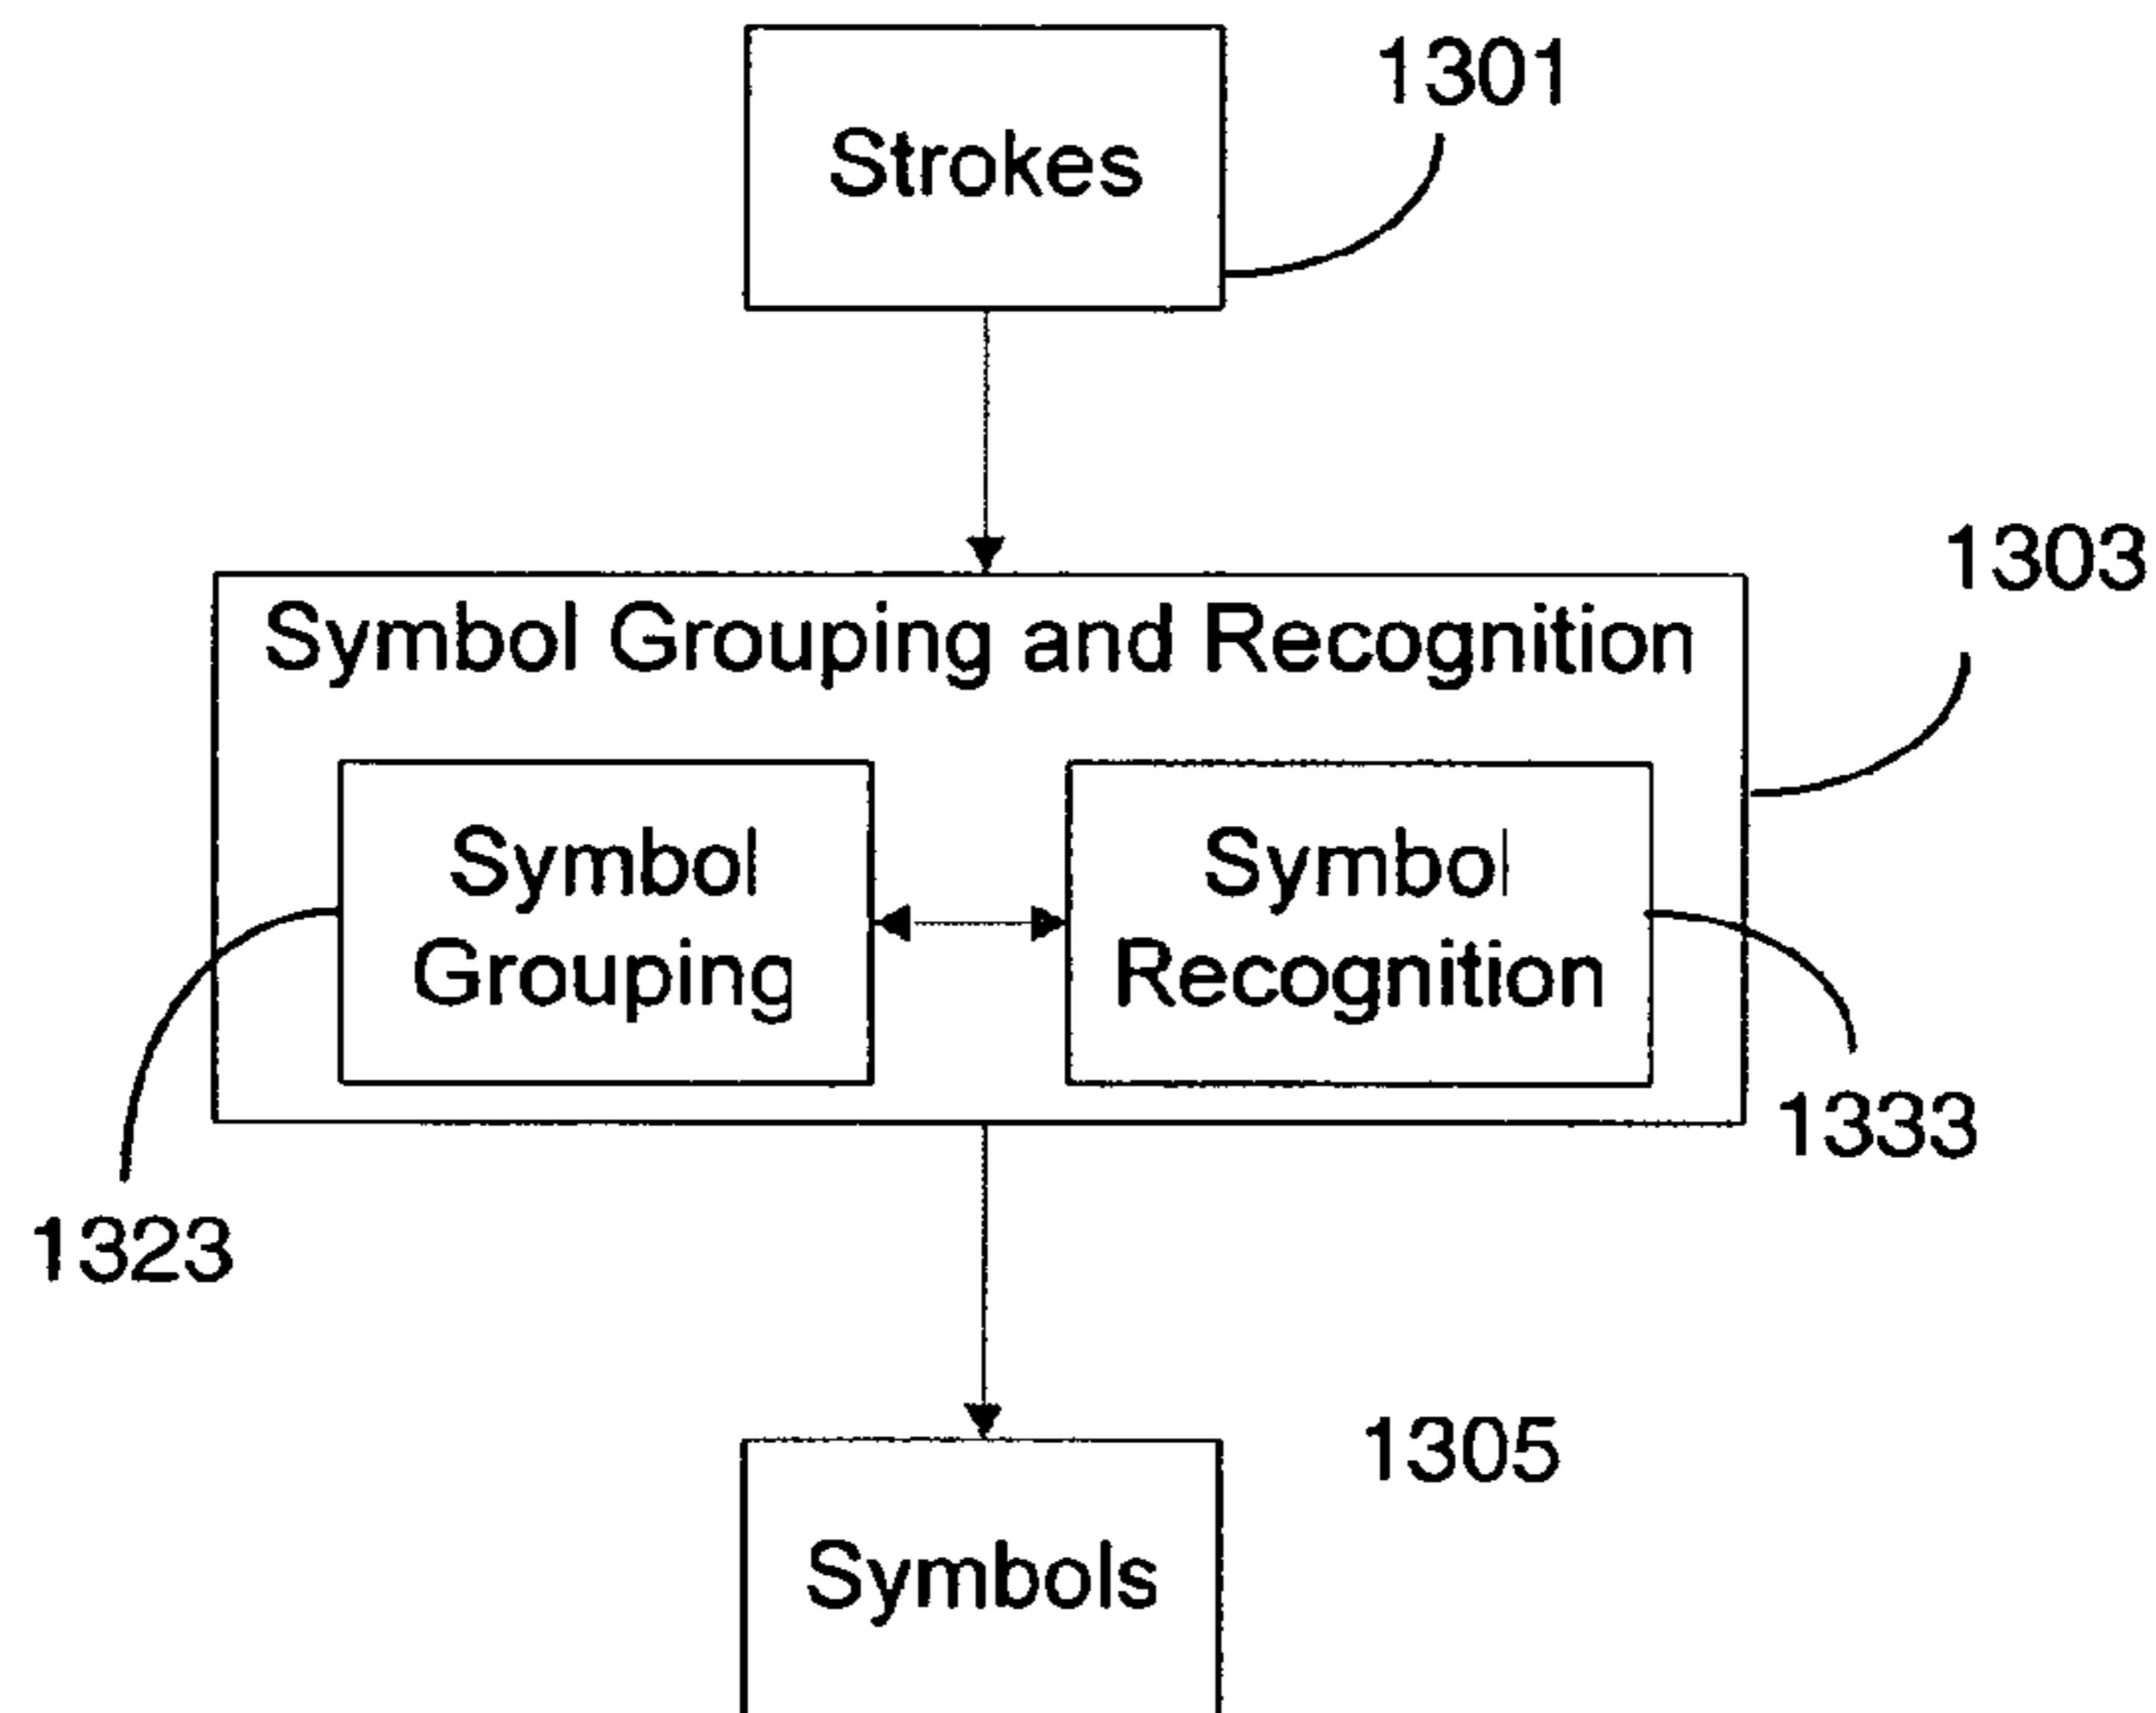 1301
Strokes
1303
Symbol Grouping and Recognition
Symbol
Grouping
Symbol
Recognition
1333
1323
1305
Symbols